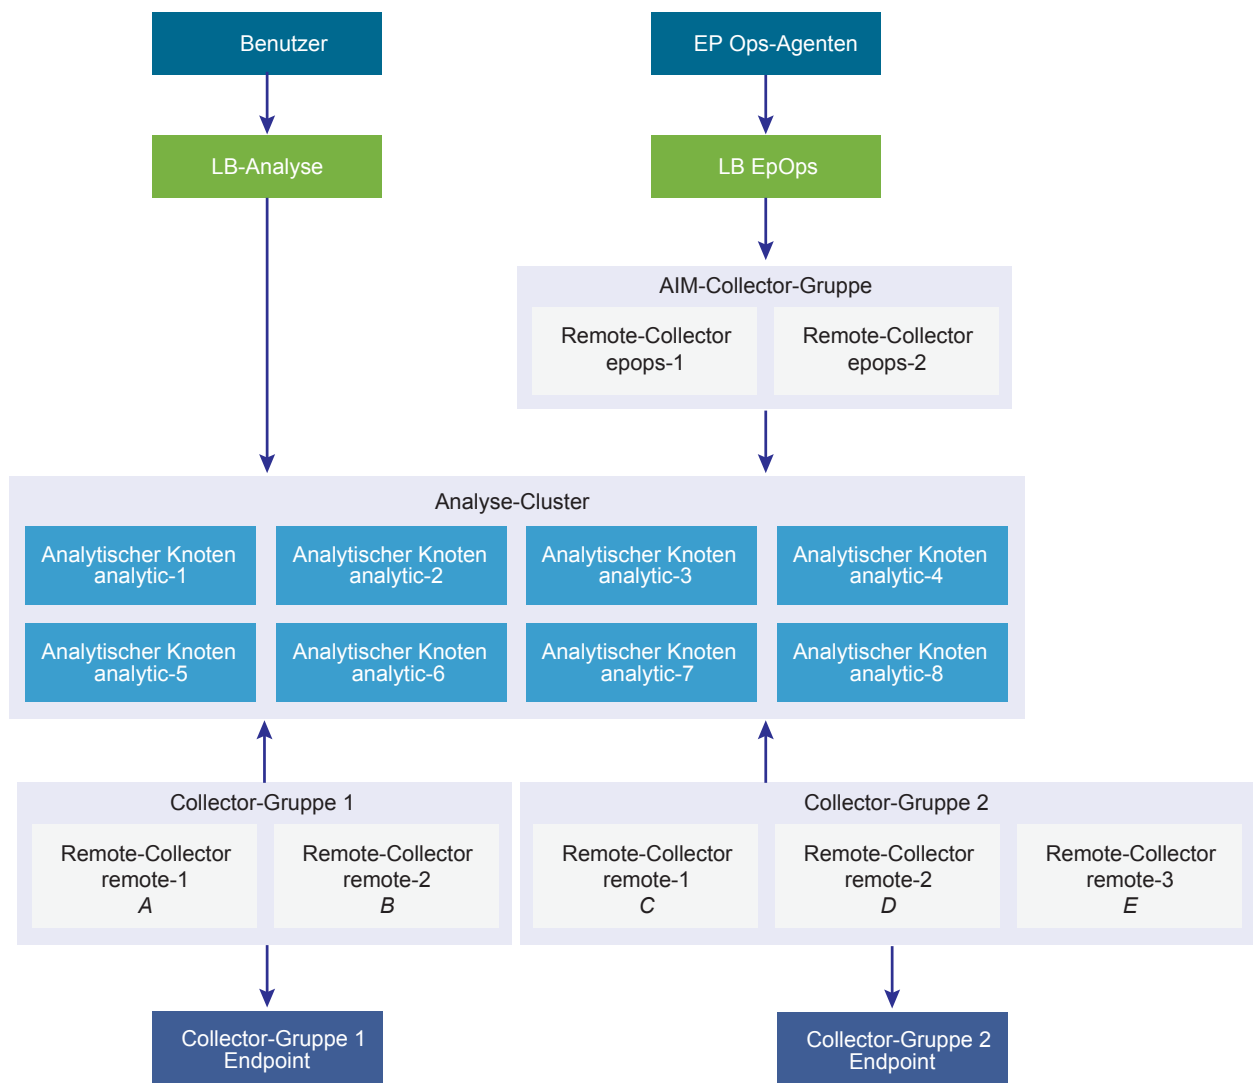 Benutzer
EP Ops-Agenten
LB-Analyse
LB EpOps
AIM-Collector-Gruppe
Remote-Collector
epops-1
Remote-Collector
epops-2
Analyse-Cluster
Analytischer Knoten
analytic-1
Analytischer Knoten
analytic-2
Analytischer Knoten
analytic-3
Analytischer Knoten
analytic-4
Analytischer Knoten
analytic-5
Analytischer Knoten
analytic-6
Analytischer Knoten
analytic-7
Analytischer Knoten
analytic-8
Collector-Gruppe 1
Remote-Collector
remote-1
A
Remote-Collector
remote-2
B
Collector-Gruppe 2
Remote-Collector
remote-1
C
Remote-Collector
remote-2
D
Remote-Collector
remote-3
E
Collector-Gruppe 1
Endpoint
Collector-Gruppe 2
Endpoint